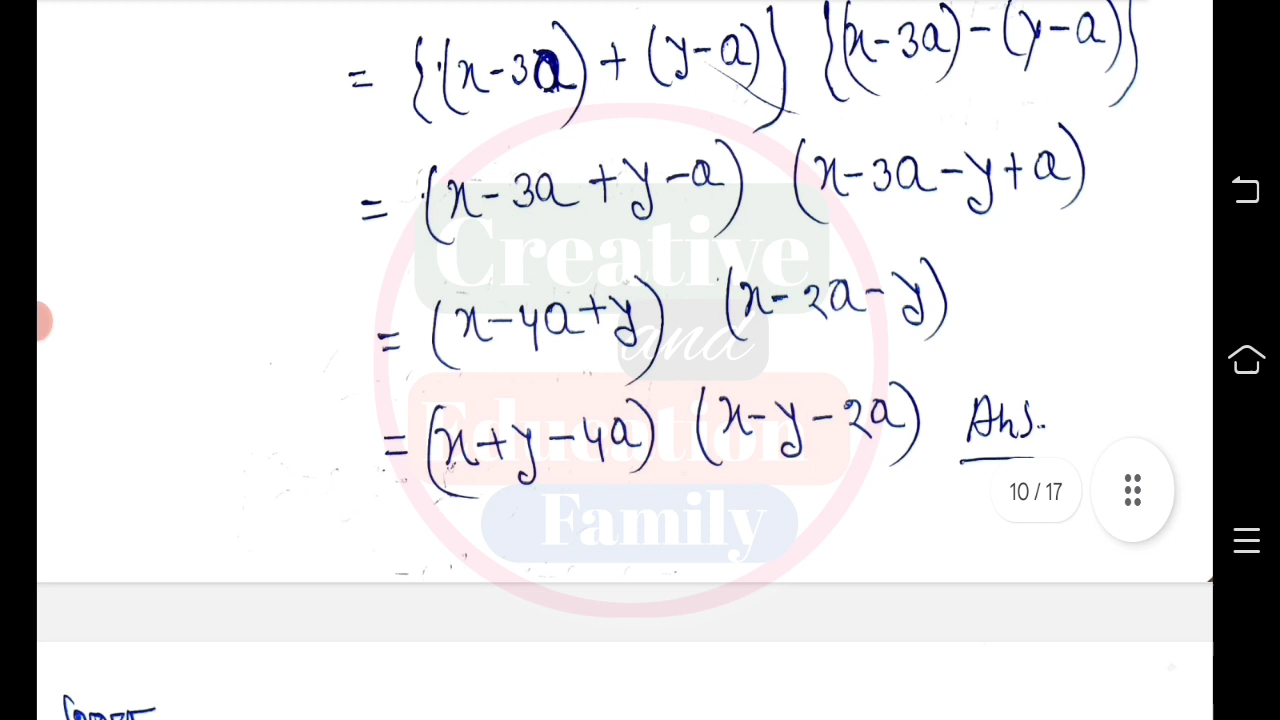 = {(x-3a) + (y-a)} {(x-3a) - (y-a)}
= (x-3a+y-a) (x-3a-y+a)
= (x-4a+y) (x-2a-y)
= (x+y-4a) (x-y-2a) Ans.
Creative
and
Education
Family
10 / 17